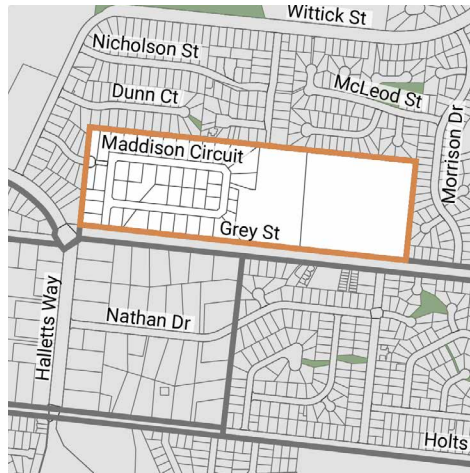 Wittick St
Nicholson St
McLeod St
Dunn Ct
Morrison Dr
Maddison Circuit
Grey St
Halletts Way
Nathan Dr
Holts